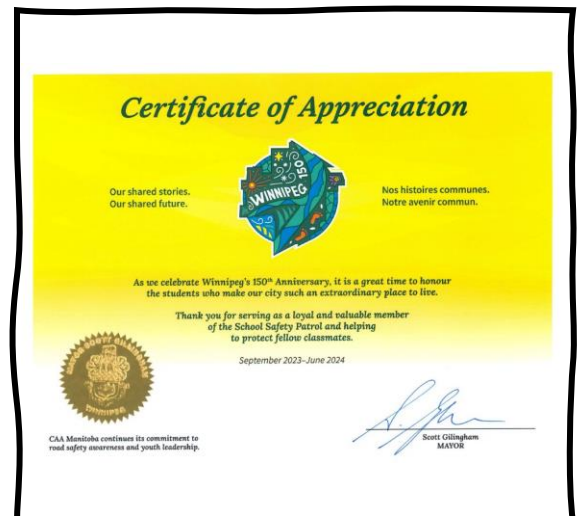 Certificate of Appreciation
Our shared stories.
Our shared future.
WINNIPEG
150
Nos histoires communes.
Notre avenir commun.
As we celebrate Winnipeg's 150th Anniversary, it is a great time to honour
the students who make our city such an extraordinary place to live.
Thank you for serving as a loyal and valuable member
of the School Safety Patrol and helping
to protect fellow classmates.
September 2023–June 2024
MAYOR SCOTT GILLINGHAM
WINNIPEG
CAA Manitoba continues its commitment to
road safety awareness and youth leadership.
Scott Gilingham
MAYOR